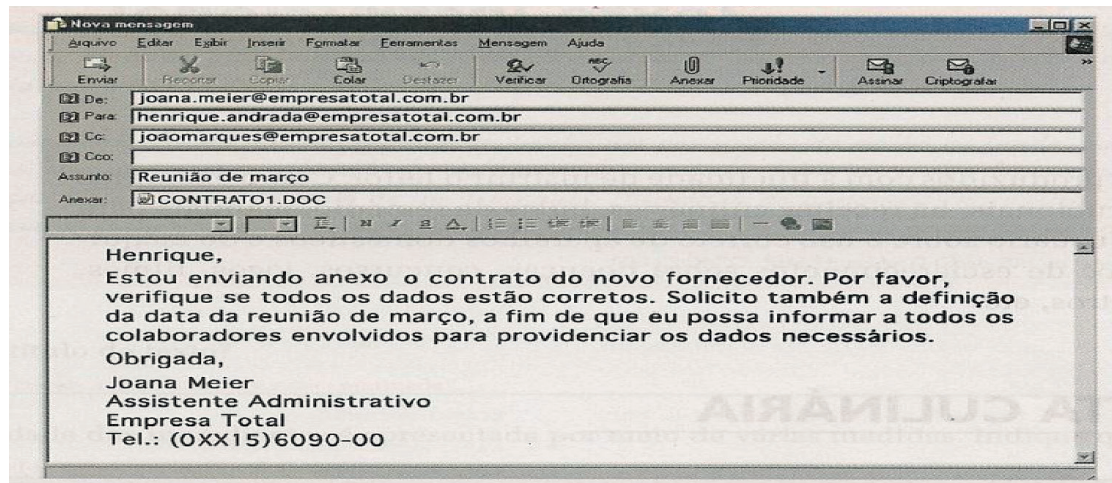 Nova mensagem
Arquivo Editar Exibir Inserir Formatar Ferramentas Mensagem Ajuda
Enviar Recortar Copiar Colar Desfazer Verificar Ortografia Anexar Prioridade Assinar Criptografar
De: joana.meier@empresatotal.com.br
Para: henrique.andrada@empresatotal.com.br
Cc: joaomarques@empresatotal.com.br
Cco:
Assunto: Reunião de março
Anexar: CONTRATO1.DOC
Henrique,
Estou enviando anexo o contrato do novo fornecedor. Por favor,
verifique se todos os dados estão corretos. Solicito também a definição
da data da reunião de março, a fim de que eu possa informar a todos os
colaboradores envolvidos para providenciar os dados necessários.
Obrigada,
Joana Meier
Assistente Administrativo
Empresa Total
Tel.: (0XX15)6090-00